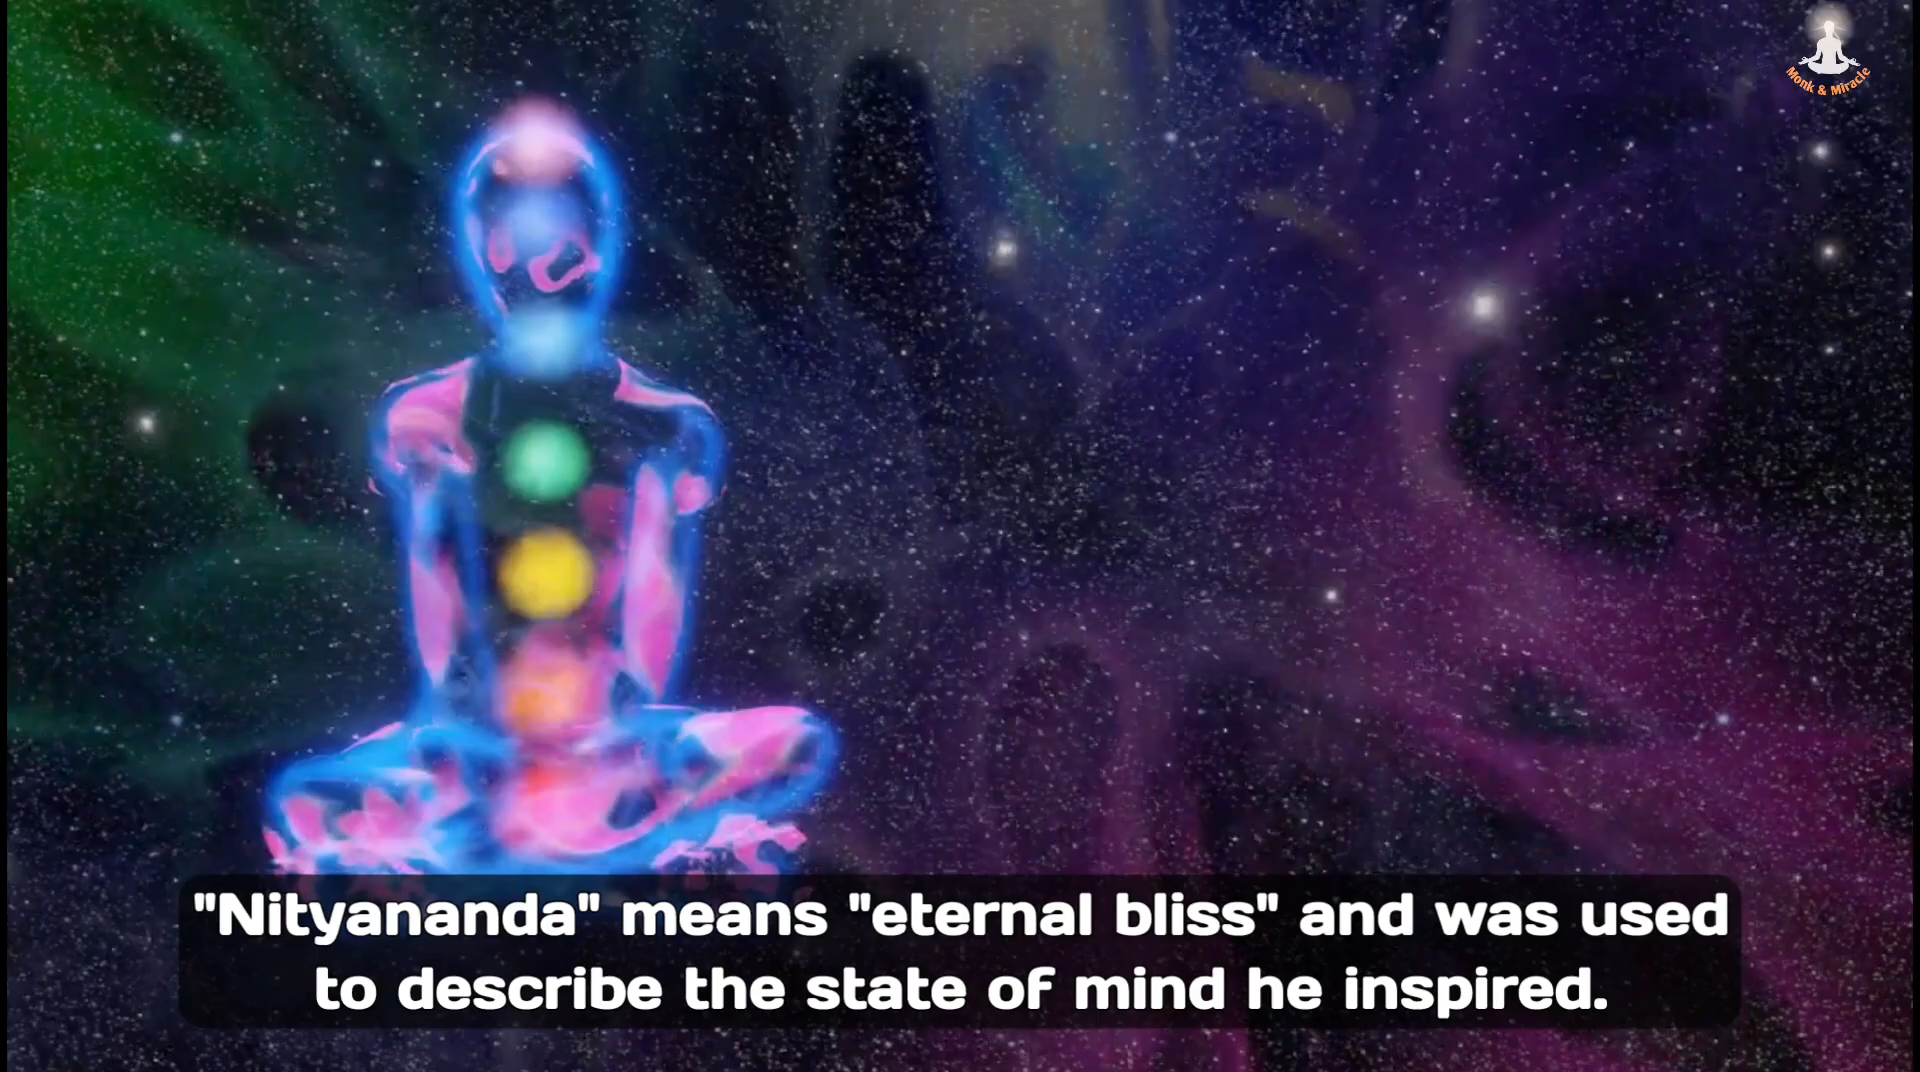 Monk & Miracle
"Nityananda" means "eternal bliss" and was used
to describe the state of mind he inspired.